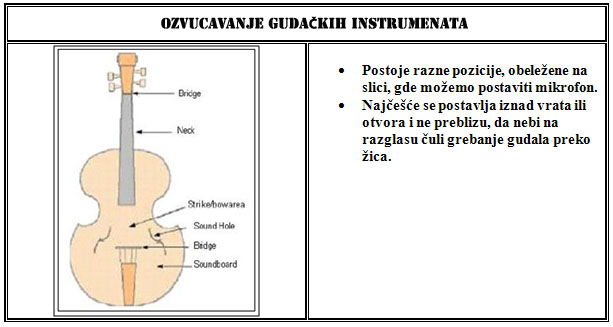 OZVUCAVANJE GUDAČKIH INSTRUMENATA
Bridge
Neck
Strike/bowarea
Sound Hole
Bridge
Soundboard
• Postoje razne pozicije, obeležene na
slici, gde možemo postaviti mikrofon.
• Najčešće se postavlja iznad vrata ili
otvora i ne preblizu, da nebi na
razglasu čuli grebanje gudala preko
žica.